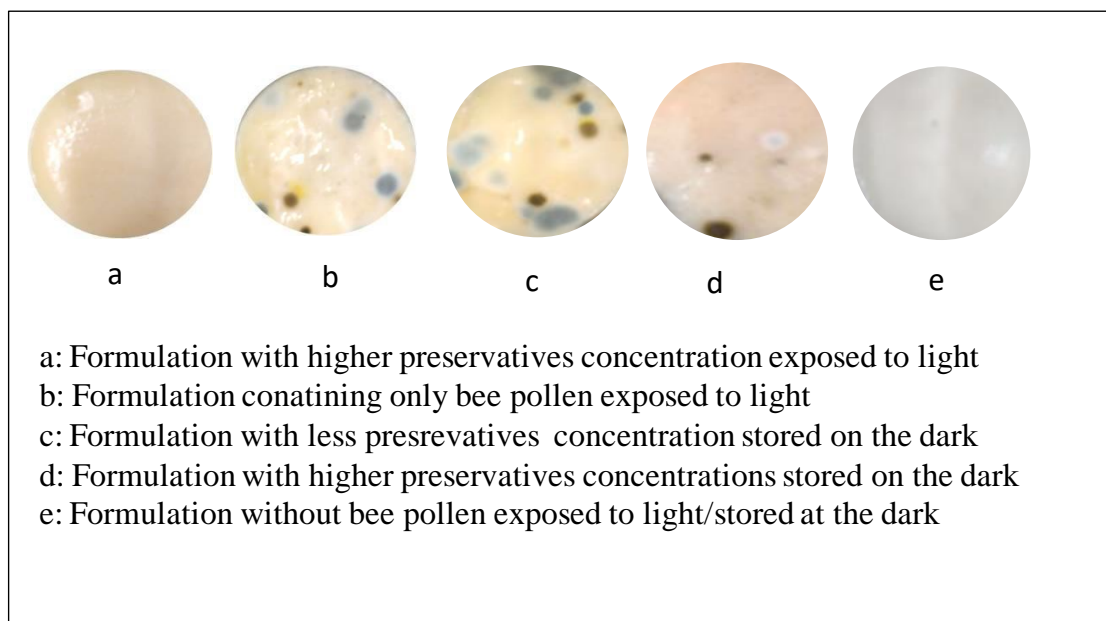 a b c d e
a: Formulation with higher preservatives concentration exposed to light
b: Formulation conatining only bee pollen exposed to light
c: Formulation with less presrevatives concentration stored on the dark
d: Formulation with higher preservatives concentrations stored on the dark
e: Formulation without bee pollen exposed to light/stored at the dark